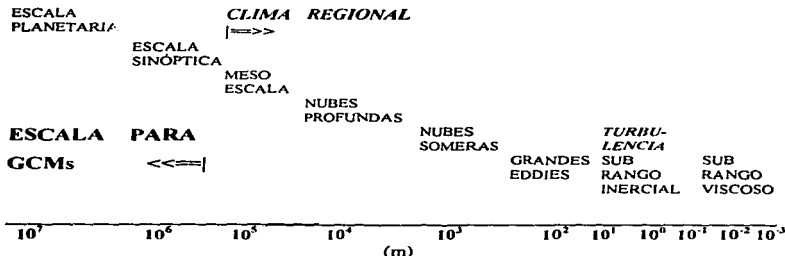 ESCALA PLANETARIA
CLIMA REGIONAL
|==>>
ESCALA SINÓPTICA
MESO ESCALA
NUBES PROFUNDAS
ESCALA PARA
GCMs <<==|
NUBES SOMERAS
GRANDES EDDIES
TURBU-
LENCIA
SUB RANGO INERCIAL
SUB RANGO VISCOSO
10⁷ 10⁶ 10⁵ 10⁴ 10³ 10² 10¹ 10⁰ 10⁻¹ 10⁻² 10⁻³
(m)